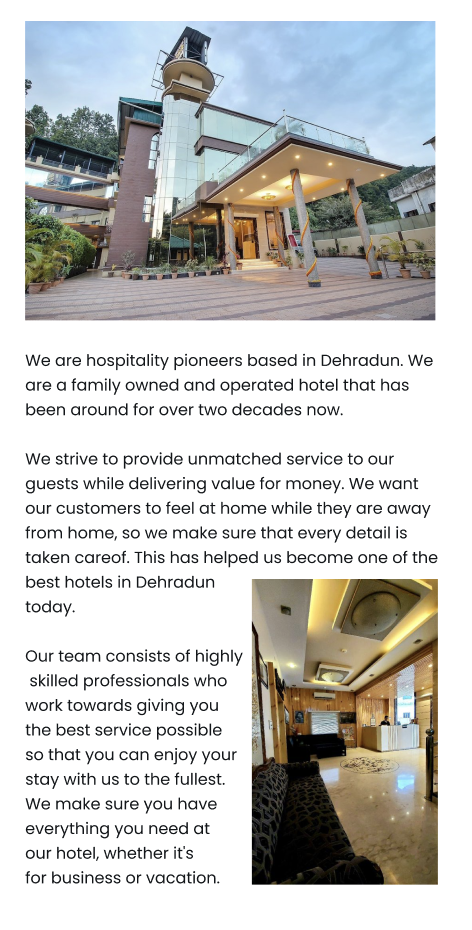 We are hospitality pioneers based in Dehradun. We
are a family owned and operated hotel that has
been around for over two decades now.
We strive to provide unmatched service to our
guests while delivering value for money. We want
our customers to feel at home while they are away
from home, so we make sure that every detail is
taken careof. This has helped us become one of the
best hotels in Dehradun
today.
Our team consists of highly
skilled professionals who
work towards giving you
the best service possible
so that you can enjoy your
stay with us to the fullest.
We make sure you have
everything you need at
our hotel, whether it's
for business or vacation.